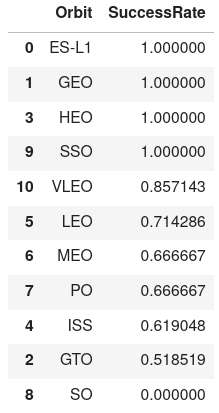 Orbit SuccessRate
0 ES-L1 1.000000
1 GEO 1.000000
3 HEO 1.000000
9 SSO 1.000000
10 VLEO 0.857143
5 LEO 0.714286
6 MEO 0.666667
7 PO 0.666667
4 ISS 0.619048
2 GTO 0.518519
8 SO 0.000000